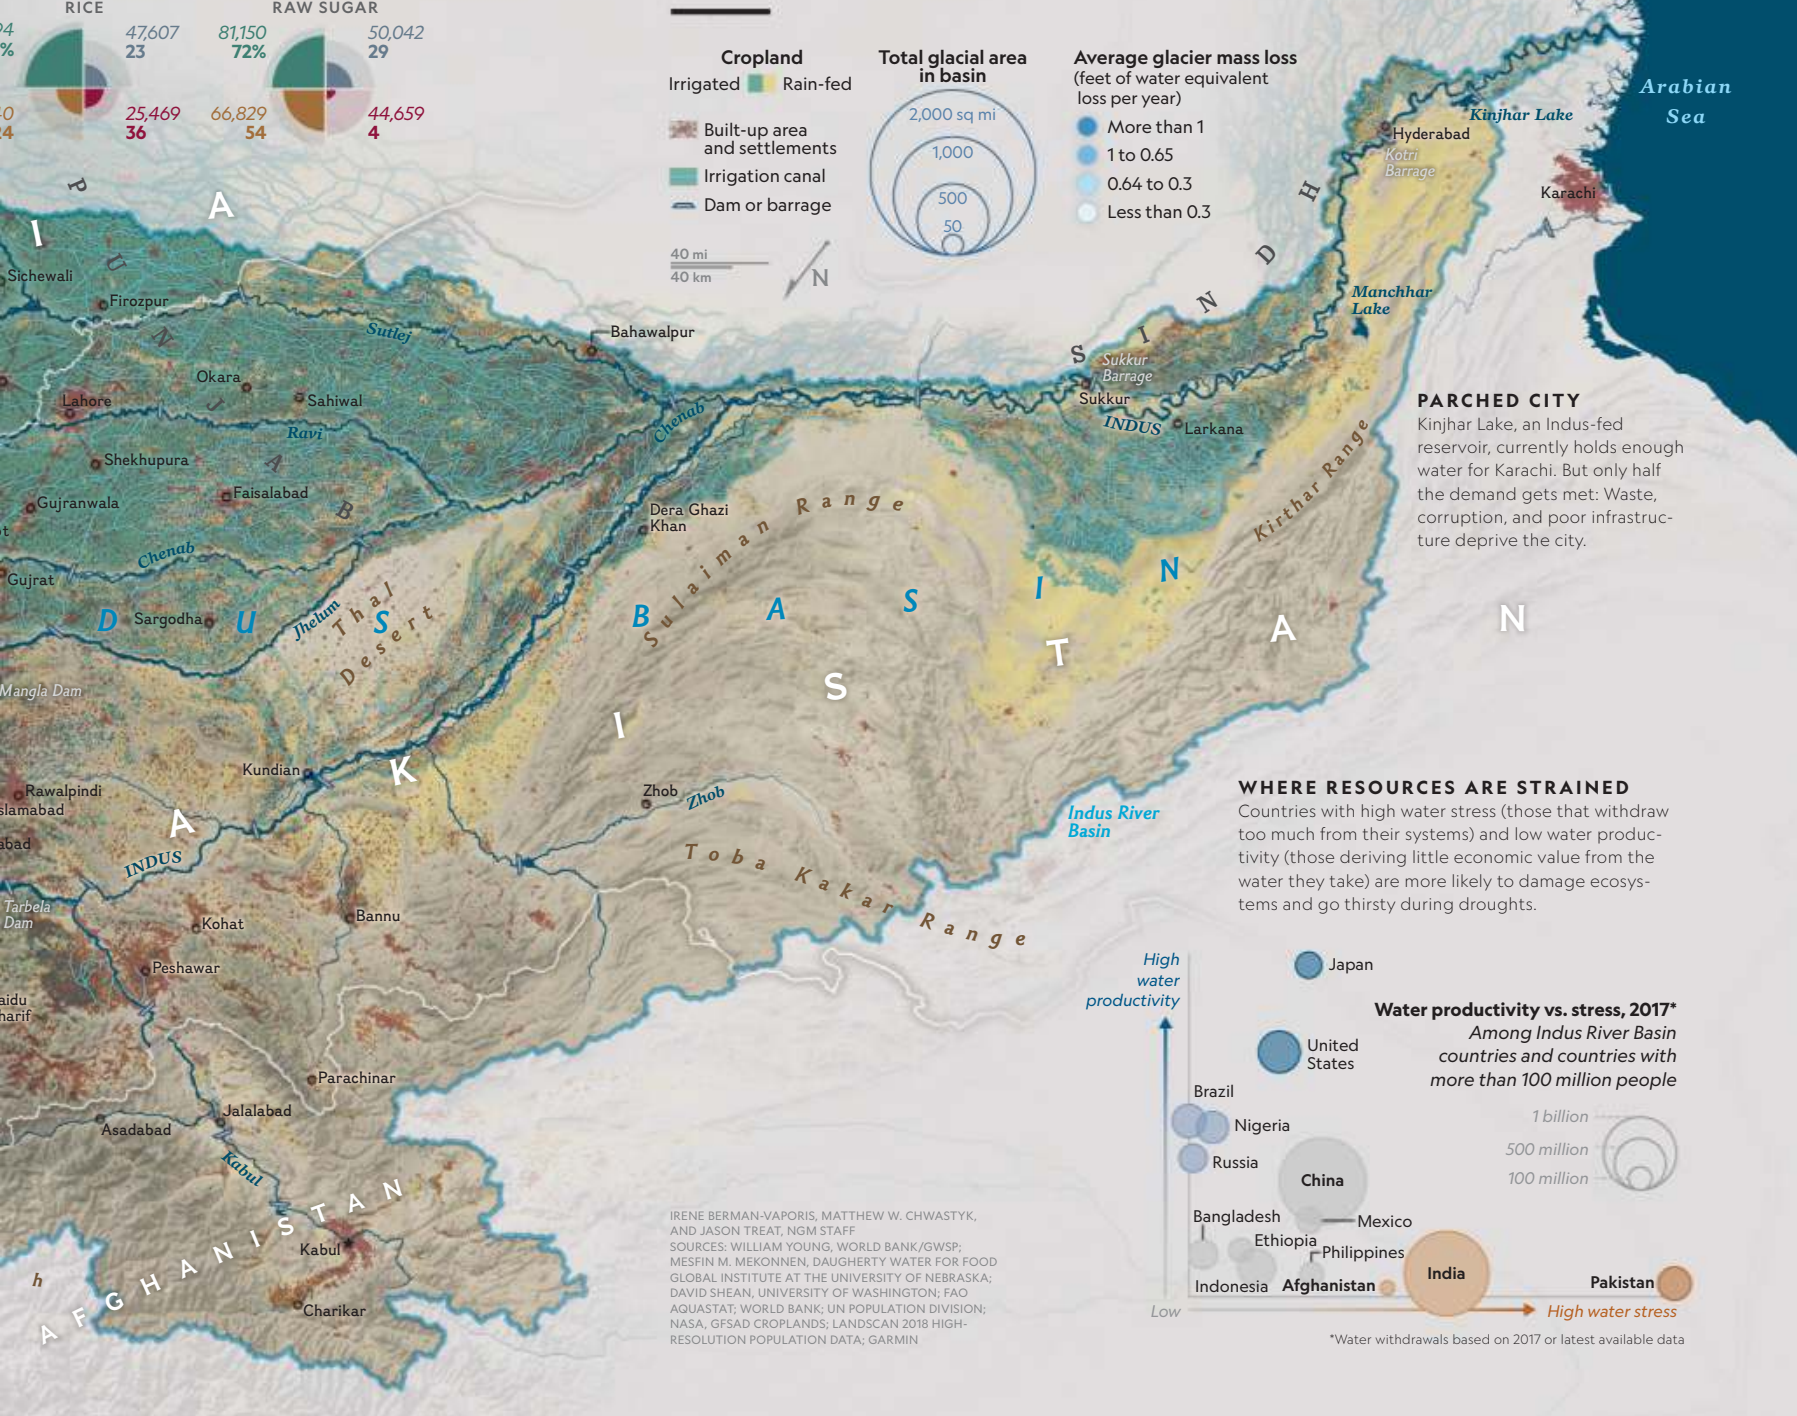 RICE
47,607
23
25,469
36
RAW SUGAR
81,150
72%
50,042
29
66,829
54
44,659
4
Cropland
Irrigated Rain-fed
Built-up area
and settlements
Irrigation canal
Dam or barrage
40 mi
40 km
N
Total glacial area
in basin
2,000 sq mi
1,000
500
50
Average glacier mass loss
(feet of water equivalent
loss per year)
More than 1
1 to 0.65
0.64 to 0.3
Less than 0.3
Arabian
Sea
Kinjhar Lake
Hyderabad
Kotri
Barrage
Karachi
SINDH
Manchhar
Lake
I A
PUNJAB
Sichewali
Firozpur
Sutlej
Bahawalpur
Okara
Sahiwal
Lahore
Ravi
Shekhupura
Faisalabad
Gujranwala
Chenab
Gujrat
Sargodha
Jhelum
Thal
Desert
Chenab
Dera Ghazi
Khan
Sukkur
Barrage
Sukkur
INDUS
Larkana
Sulaiman Range
Kirthar Range
DUS BASIN
PARCHED CITY
Kinjhar Lake, an Indus-fed
reservoir, currently holds enough
water for Karachi. But only half
the demand gets met: Waste,
corruption, and poor infrastruc-
ture deprive the city.
AKISTAN
Mangla Dam
Kundian
Rawalpindi
slamabad
abad
INDUS
Tarbela
Dam
Kohat
Bannu
Peshawar
aidu
harif
Zhob
Zhob
Toba Kakar Range
Indus River
Basin
Parachinar
Jalalabad
Asadabad
Kabul
AFGHANISTAN
Kabul
Charikar
h
WHERE RESOURCES ARE STRAINED
Countries with high water stress (those that withdraw
too much from their systems) and low water produc-
tivity (those deriving little economic value from the
water they take) are more likely to damage ecosys-
tems and go thirsty during droughts.
High
water
productivity
Japan
United
States
Brazil
Nigeria
Russia
China
Bangladesh
Mexico
Ethiopia
Philippines
Indonesia
Afghanistan
India
Pakistan
Low
High water stress
Water productivity vs. stress, 2017*
Among Indus River Basin
countries and countries with
more than 100 million people
1 billion
500 million
100 million
*Water withdrawals based on 2017 or latest available data
IRENE BERMAN-VAPORIS, MATTHEW W. CHWASTYK,
AND JASON TREAT, NGM STAFF
SOURCES: WILLIAM YOUNG, WORLD BANK/GWSP;
MESFIN M. MEKONNEN, DAUGHERTY WATER FOR FOOD
GLOBAL INSTITUTE AT THE UNIVERSITY OF NEBRASKA;
DAVID SHEAN, UNIVERSITY OF WASHINGTON; FAO
AQUASTAT; WORLD BANK; UN POPULATION DIVISION;
NASA, GFSAD CROPLANDS; LANDSCAN 2018 HIGH-
RESOLUTION POPULATION DATA; GARMIN